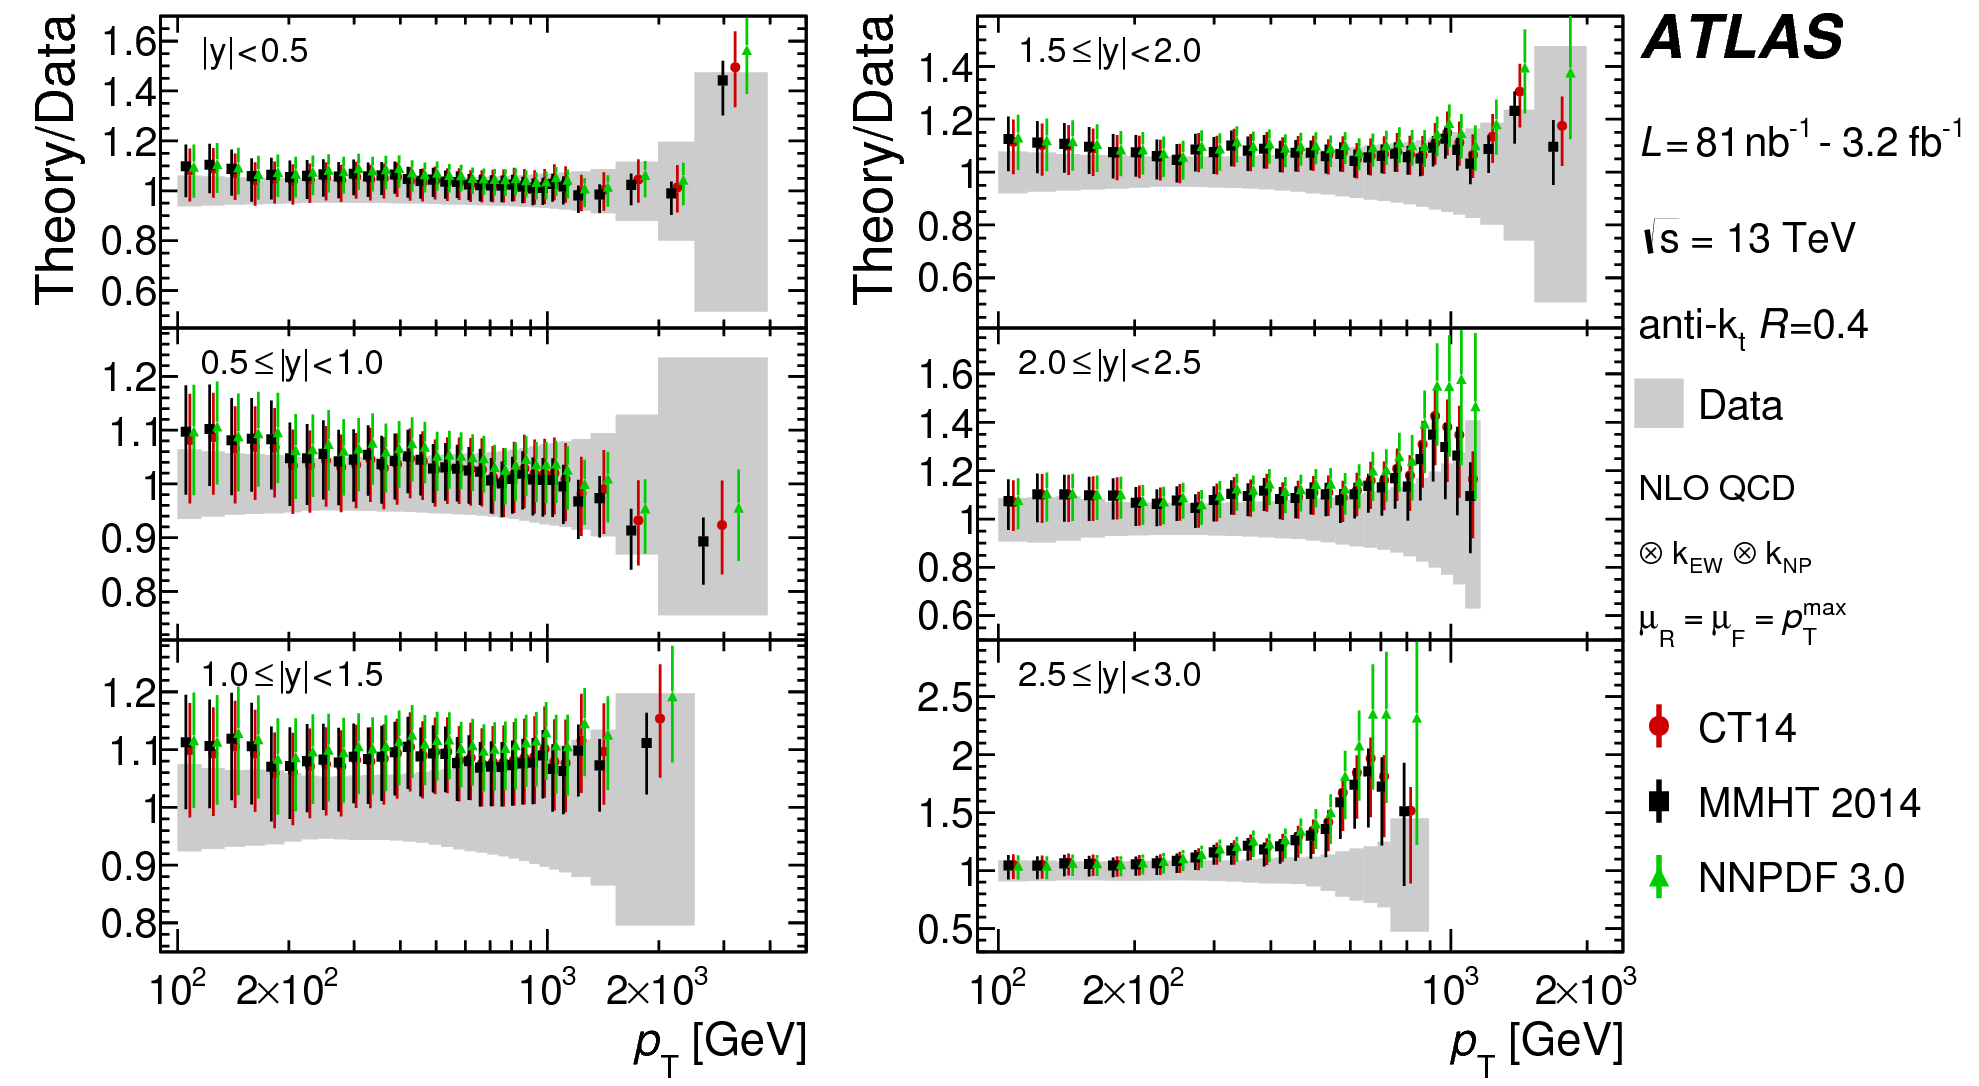 Theory/Data
1.6
1.4
1.2
1
0.8
0.6
|y|<0.5
1.2
1.1
1
0.9
0.8
0.5≤|y|<1.0
1.2
1.1
1
0.9
0.8
1.0≤|y|<1.5
10² 2×10² 10³ 2×10³
p_T [GeV]
Theory/Data
1.4
1.2
1
0.8
0.6
1.5≤|y|<2.0
1.6
1.4
1.2
1
0.8
0.6
2.0≤|y|<2.5
2.5
2
1.5
1
0.5
2.5≤|y|<3.0
10² 2×10² 10³ 2×10³
p_T [GeV]
ATLAS
L=81 nb⁻¹ - 3.2 fb⁻¹
√s = 13 TeV
anti-k_t R=0.4
Data
NLO QCD
⊗ k_EW ⊗ k_NP
μ_R = μ_F = p_T^max
CT14
MMHT 2014
NNPDF 3.0